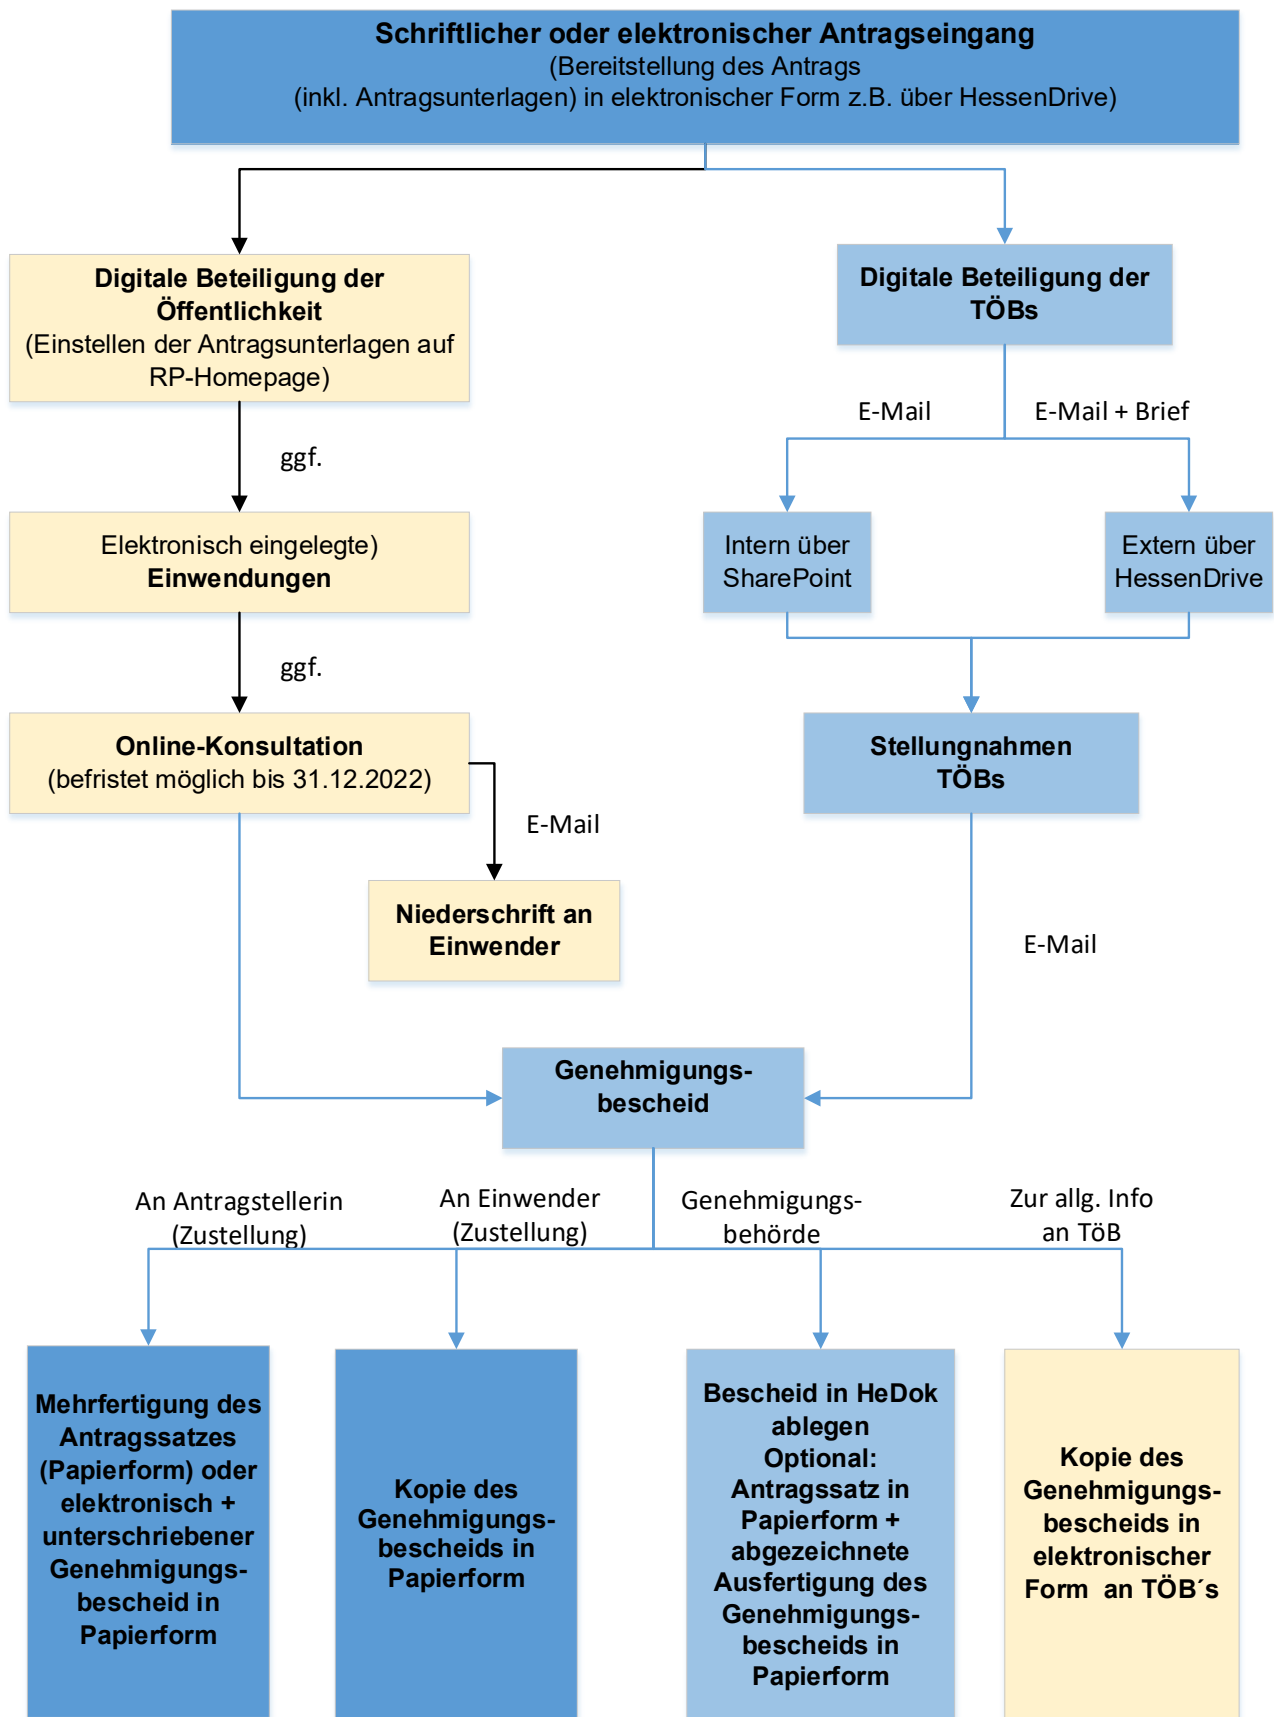 Schriftlicher oder elektronischer Antragseingang
(Bereitstellung des Antrags
(inkl. Antragsunterlagen) in elektronischer Form z.B. über HessenDrive)
Digitale Beteiligung der
Öffentlichkeit
(Einstellen der Antragsunterlagen auf
RP-Homepage)
Digitale Beteiligung der
TÖBs
E-Mail
E-Mail + Brief
ggf.
Elektronisch eingelegte)
Einwendungen
Intern über
SharePoint
Extern über
HessenDrive
ggf.
Online-Konsultation
(befristet möglich bis 31.12.2022)
Stellungnahmen
TÖBs
E-Mail
Niederschrift an
Einwender
E-Mail
Genehmigungs-
bescheid
An Antragstellerin
(Zustellung)
An Einwender
(Zustellung)
Genehmigungs-
behörde
Zur allg. Info
an TöB
Mehrfertigung des
Antragssatzes
(Papierform) oder
elektronisch +
unterschriebener
Genehmigungs-
bescheid in
Papierform
Kopie des
Genehmigungs-
bescheids in
Papierform
Bescheid in HeDok
ablegen
Optional:
Antragssatz in
Papierform +
abgezeichnete
Ausfertigung des
Genehmigungs-
bescheids in
Papierform
Kopie des
Genehmigungs-
bescheids in
elektronischer
Form  an TÖB´s